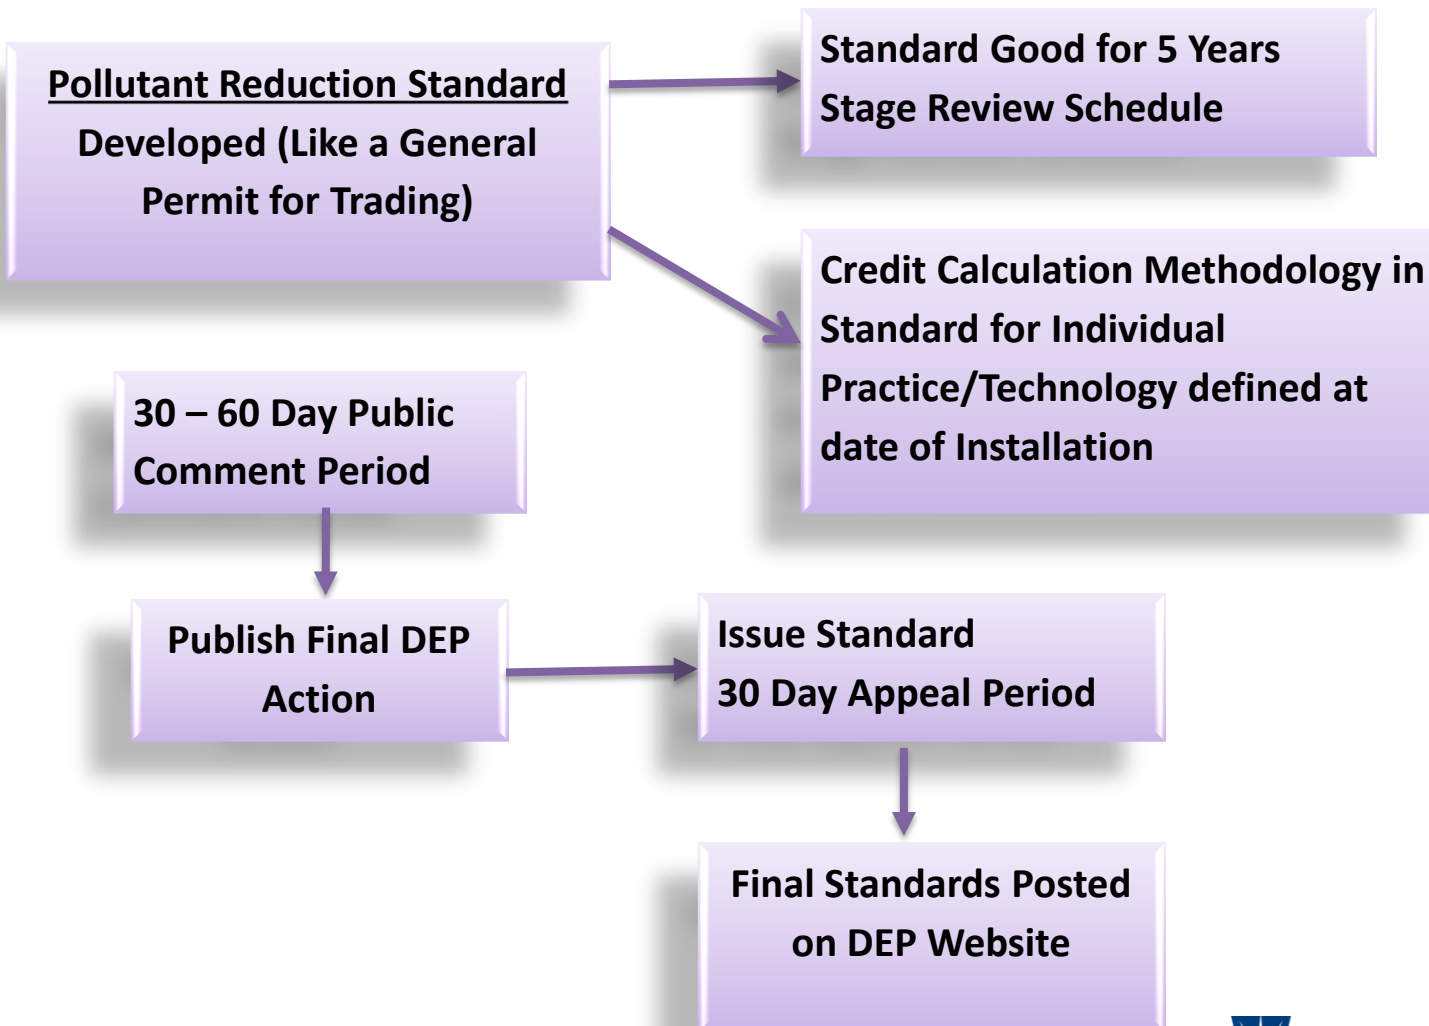 Pollutant Reduction Standard
Developed (Like a General
Permit for Trading)
Standard Good for 5 Years
Stage Review Schedule
Credit Calculation Methodology in
Standard for Individual
Practice/Technology defined at
date of Installation
30 – 60 Day Public
Comment Period
Publish Final DEP
Action
Issue Standard
30 Day Appeal Period
Final Standards Posted
on DEP Website